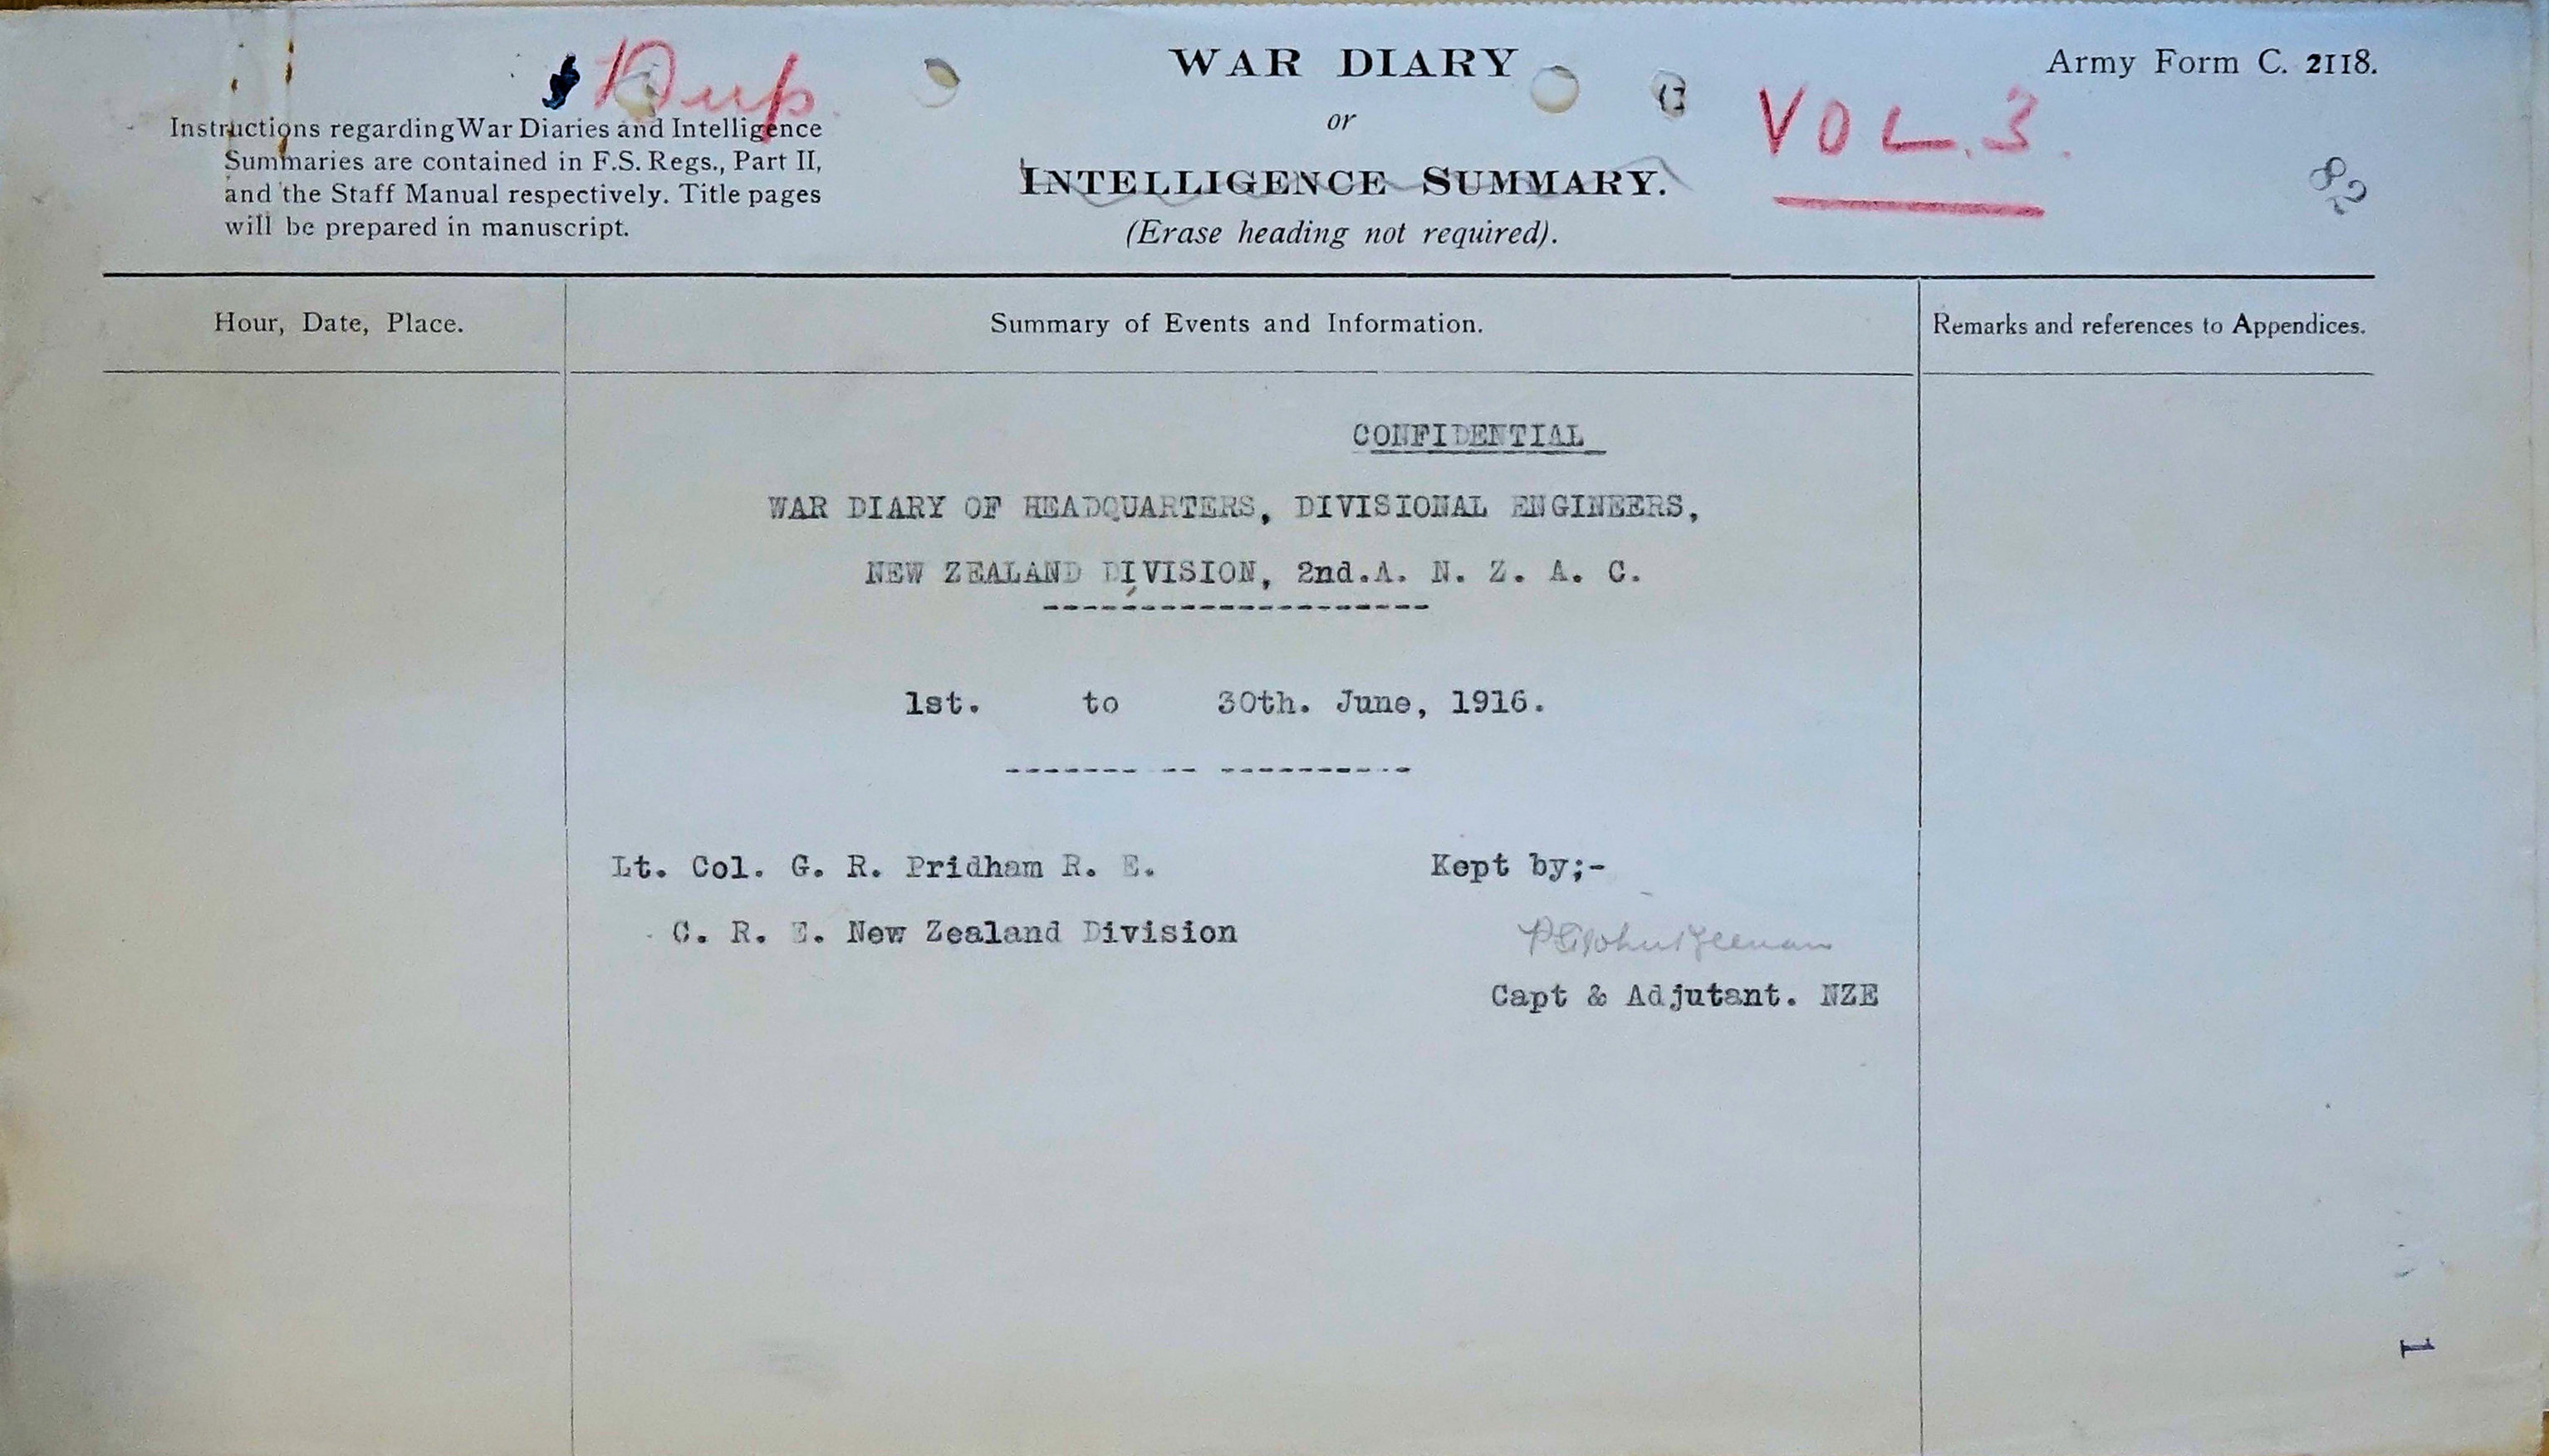 Dup.
WAR DIARY
Army Form C. 2118.
or
VOL. 3.
INTELLIGENCE SUMMARY.
(Erase heading not required).
82
Instructions regarding War Diaries and Intelligence
Summaries are contained in F.S. Regs., Part II,
and the Staff Manual respectively. Title pages
will be prepared in manuscript.
Hour, Date, Place.
Summary of Events and Information.
Remarks and references to Appendices.
CONFIDENTIAL
WAR DIARY OF HEADQUARTERS, DIVISIONAL ENGINEERS,
NEW ZEALAND DIVISION, 2nd.A. N. Z. A. C.
1st. to 30th. June, 1916.
Lt. Col. G. R. Pridham R. E.
Kept by;-
C. R. E. New Zealand Division
Capt & Adjutant. NZE
1